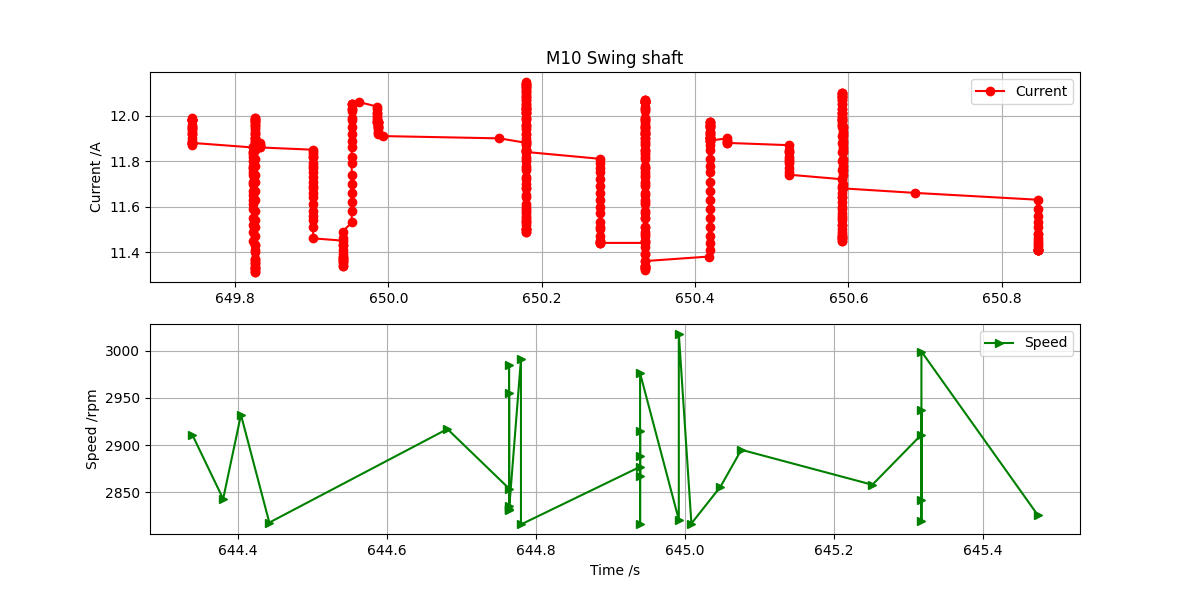 M10 Swing shaft
Current
12.0
11.8
11.6
11.4
Current /A
649.8 650.0 650.2 650.4 650.6 650.8
Speed
3000
2950
2900
2850
Speed /rpm
644.4 644.6 644.8 645.0 645.2 645.4
Time /s